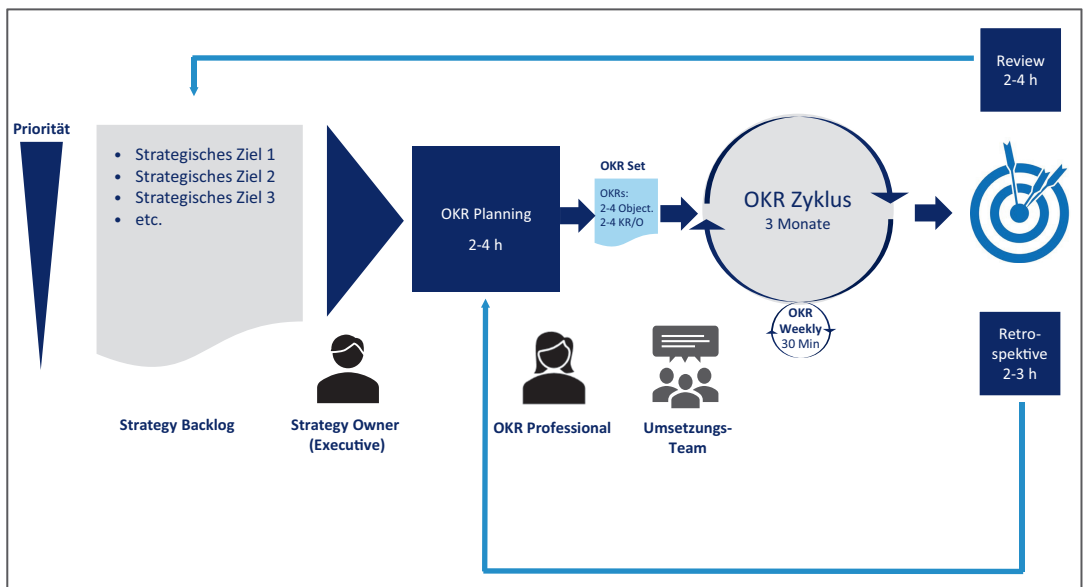 Review
2-4 h
Priorität
• Strategisches Ziel 1
• Strategisches Ziel 2
• Strategisches Ziel 3
• etc.
OKR Planning
2-4 h
OKR Set
OKRs:
2-4 Object.
2-4 KR/O
OKR Zyklus
3 Monate
OKR
Weekly
30 Min
Retro-
spektive
2-3 h
Strategy Backlog
Strategy Owner
(Executive)
OKR Professional
Umsetzungs-
Team